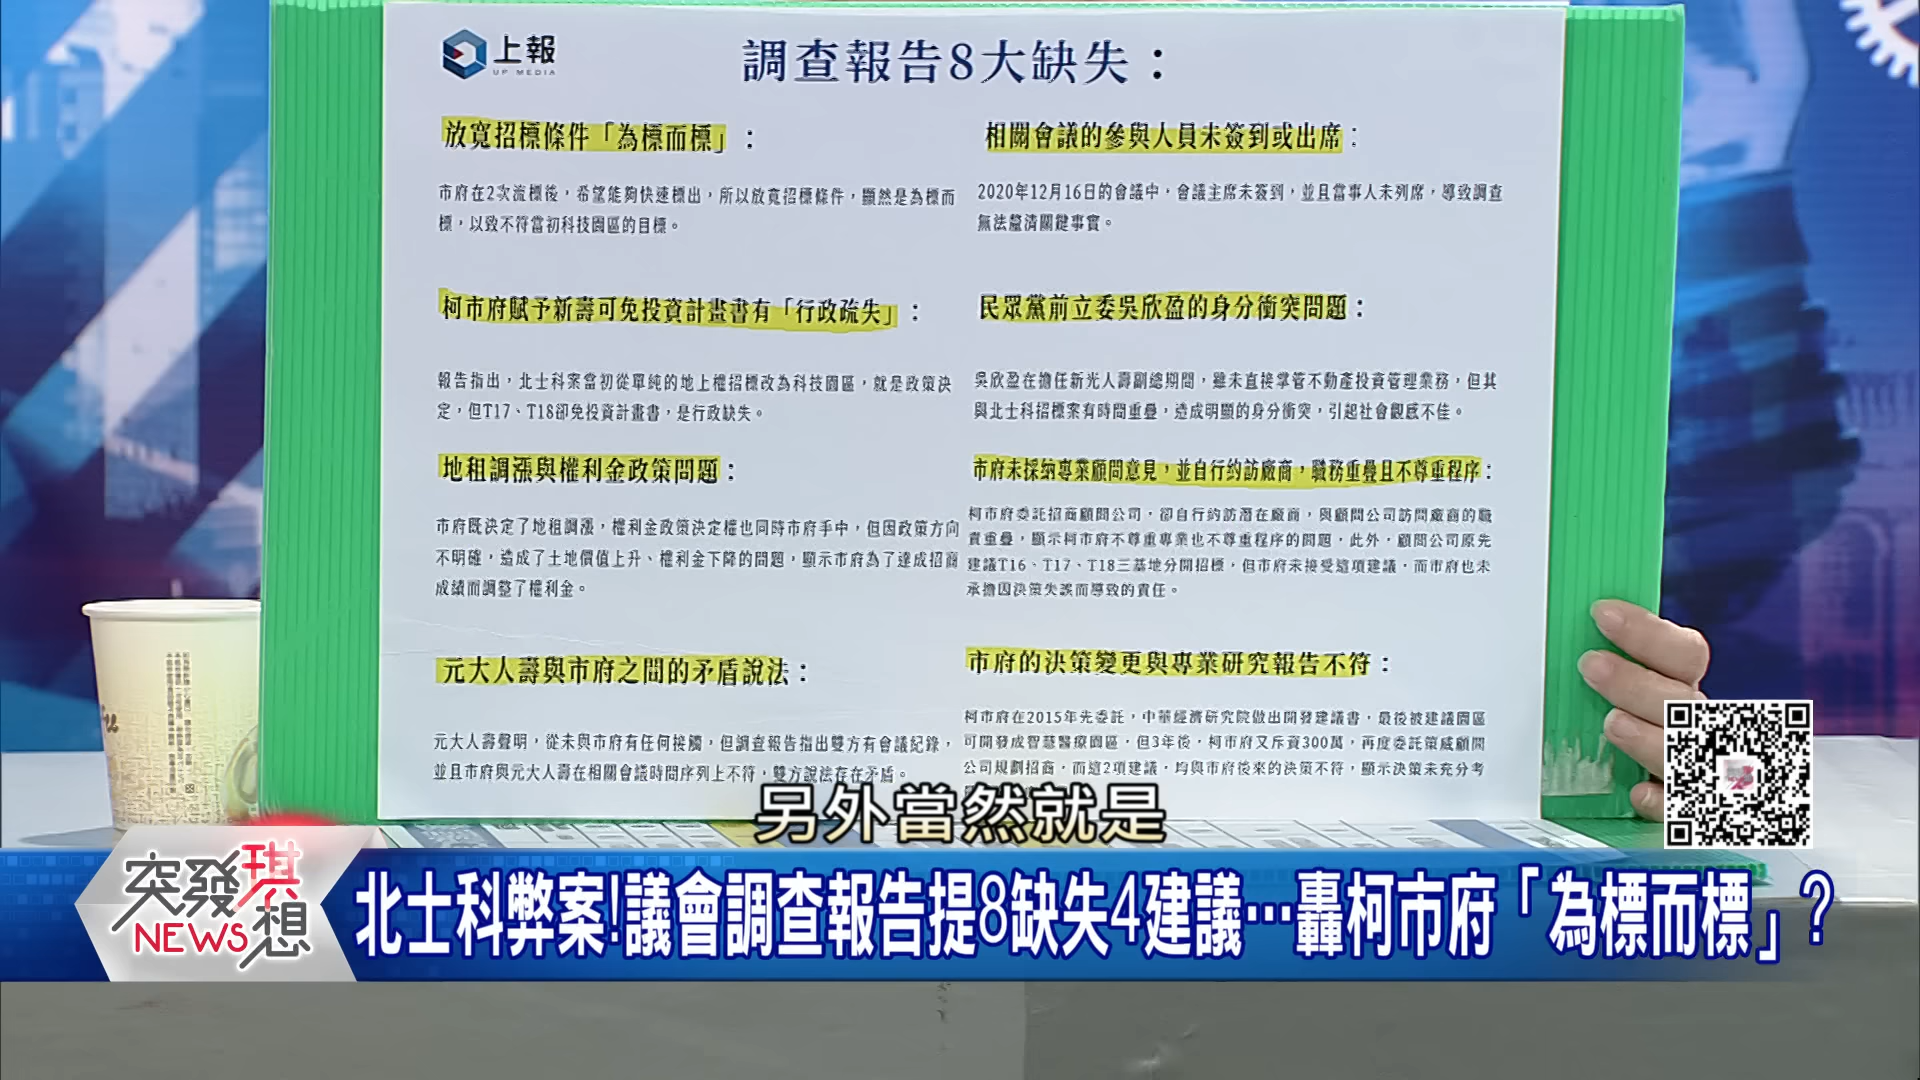 上報
UP MEDIA
調查報告8大缺失：
放寬招標條件「為標而標」：
市府在2次流標後，希望能夠快速標出，所以放寬招標條件，顯然是為標而
標，以致不符當初科技園區的目標。
柯市府賦予新壽可免投資計畫書有「行政疏失」：
報告指出，北士科案當初從單純的地上權招標改為科技園區，就是政策決
定，但T17、T18卻免投資計畫書，是行政缺失。
地租調漲與權利金政策問題：
市府既決定了地租調漲，權利金政策決定權也同時市府手中，但因政策方向
不明確，造成了土地價值上升、權利金下降的問題，顯示市府為了達成招商
成績而調整了權利金。
元大人壽與市府之間的矛盾說法：
元大人壽聲明，從未與市府有任何接觸，但調查報告指出雙方有會議紀錄，
並且市府與元大人壽在相關會議時間序列上不符，雙方說法存在矛盾。
相關會議的參與人員未簽到或出席：
2020年12月16日的會議中，會議主席未簽到，並且當事人未列席，導致調查
無法釐清關鍵事實。
民眾黨前立委吳欣盈的身分衝突問題：
吳欣盈在擔任新光人壽副總期間，雖未直接掌管不動產投資管理業務，但其
與北士科招標案有時間重疊，造成明顯的身分衝突，引起社會觀感不佳。
市府未採納專業顧問意見，並自行約訪廠商，職務重疊且不尊重程序：
柯市府委託招商顧問公司，卻自行約訪潛在廠商，與顧問公司訪問廠商的職
責重疊，顯示柯市府不尊重專業也不尊重程序的問題，此外，顧問公司原先
建議T16、T17、T18三基地分開招標，但市府未接受這項建議，而市府也未
承擔因決策失誤而導致的責任。
市府的決策變更與專業研究報告不符：
柯市府在2015年先委託，中華經濟研究院做出開發建議書，最後被建議園區
可開發成智慧醫療園區，但3年後，柯市府又斥資300萬，再度委託策威顧問
公司規劃招商，而這2項建議，均與市府後來的決策不符，顯示決策未充分考
另外當然就是
突發琪想
NEWS
北士科弊案!議會調查報告提8缺失4建議…轟柯市府「為標而標」?